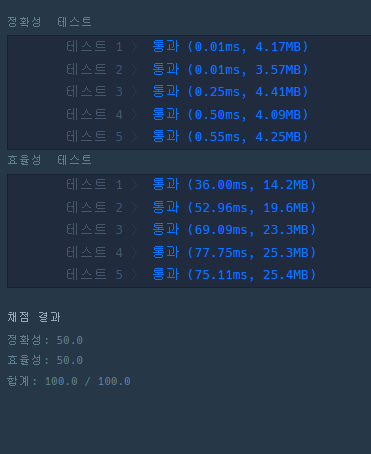 정확성 테스트
테스트 1 〉 통과 (0.01ms, 4.17MB)
테스트 2 〉 통과 (0.01ms, 3.57MB)
테스트 3 〉 통과 (0.25ms, 4.41MB)
테스트 4 〉 통과 (0.50ms, 4.09MB)
테스트 5 〉 통과 (0.55ms, 4.25MB)
효율성 테스트
테스트 1 〉 통과 (36.00ms, 14.2MB)
테스트 2 〉 통과 (52.96ms, 19.6MB)
테스트 3 〉 통과 (69.09ms, 23.3MB)
테스트 4 〉 통과 (77.75ms, 25.3MB)
테스트 5 〉 통과 (75.11ms, 25.4MB)
채점 결과
정확성: 50.0
효율성: 50.0
합계: 100.0 / 100.0